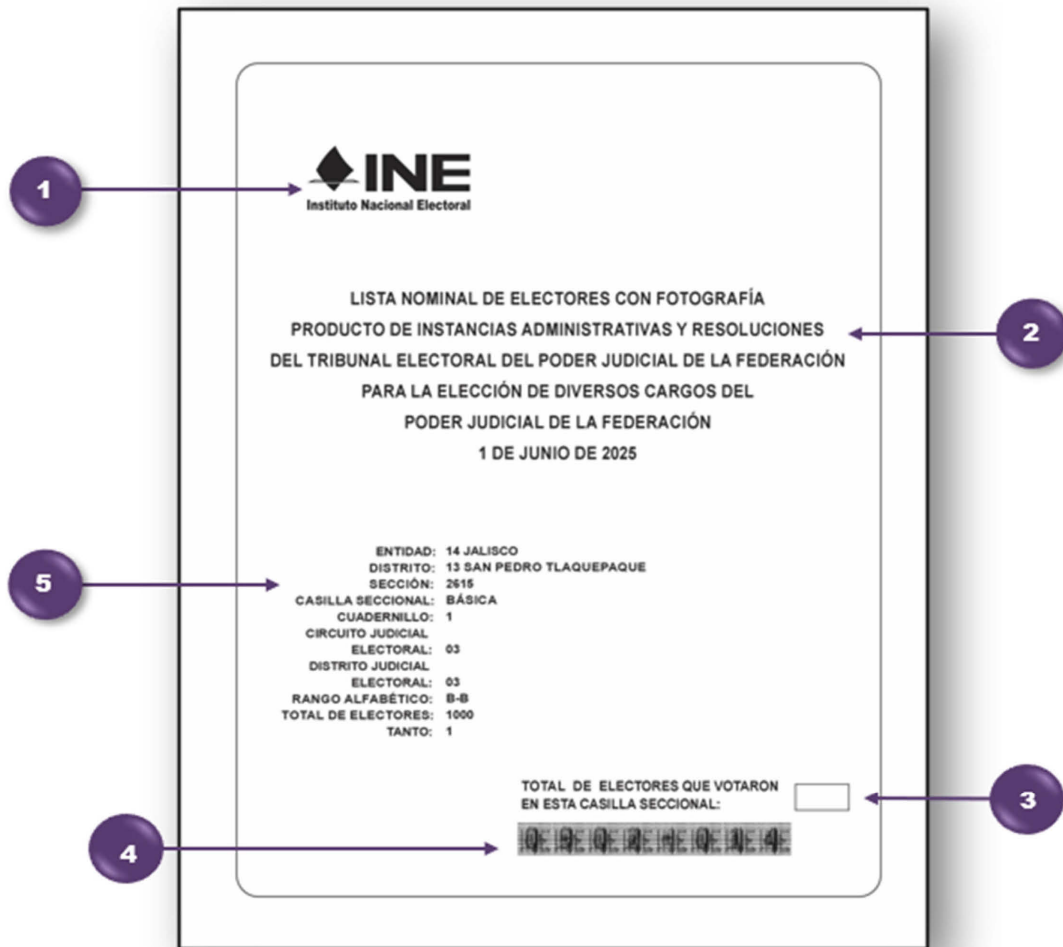 1
INE
Instituto Nacional Electoral
LISTA NOMINAL DE ELECTORES CON FOTOGRAFÍA
PRODUCTO DE INSTANCIAS ADMINISTRATIVAS Y RESOLUCIONES
2
DEL TRIBUNAL ELECTORAL DEL PODER JUDICIAL DE LA FEDERACIÓN
PARA LA ELECCIÓN DE DIVERSOS CARGOS DEL
PODER JUDICIAL DE LA FEDERACIÓN
1 DE JUNIO DE 2025
ENTIDAD: 14 JALISCO
DISTRITO: 13 SAN PEDRO TLAQUEPAQUE
5
SECCIÓN: 2615
CASILLA SECCIONAL: BÁSICA
CUADERNILLO: 1
CIRCUITO JUDICIAL
ELECTORAL: 03
DISTRITO JUDICIAL
ELECTORAL: 03
RANGO ALFABÉTICO: B-B
TOTAL DE ELECTORES: 1000
TANTO: 1
TOTAL DE ELECTORES QUE VOTARON
EN ESTA CASILLA SECCIONAL:
3
4